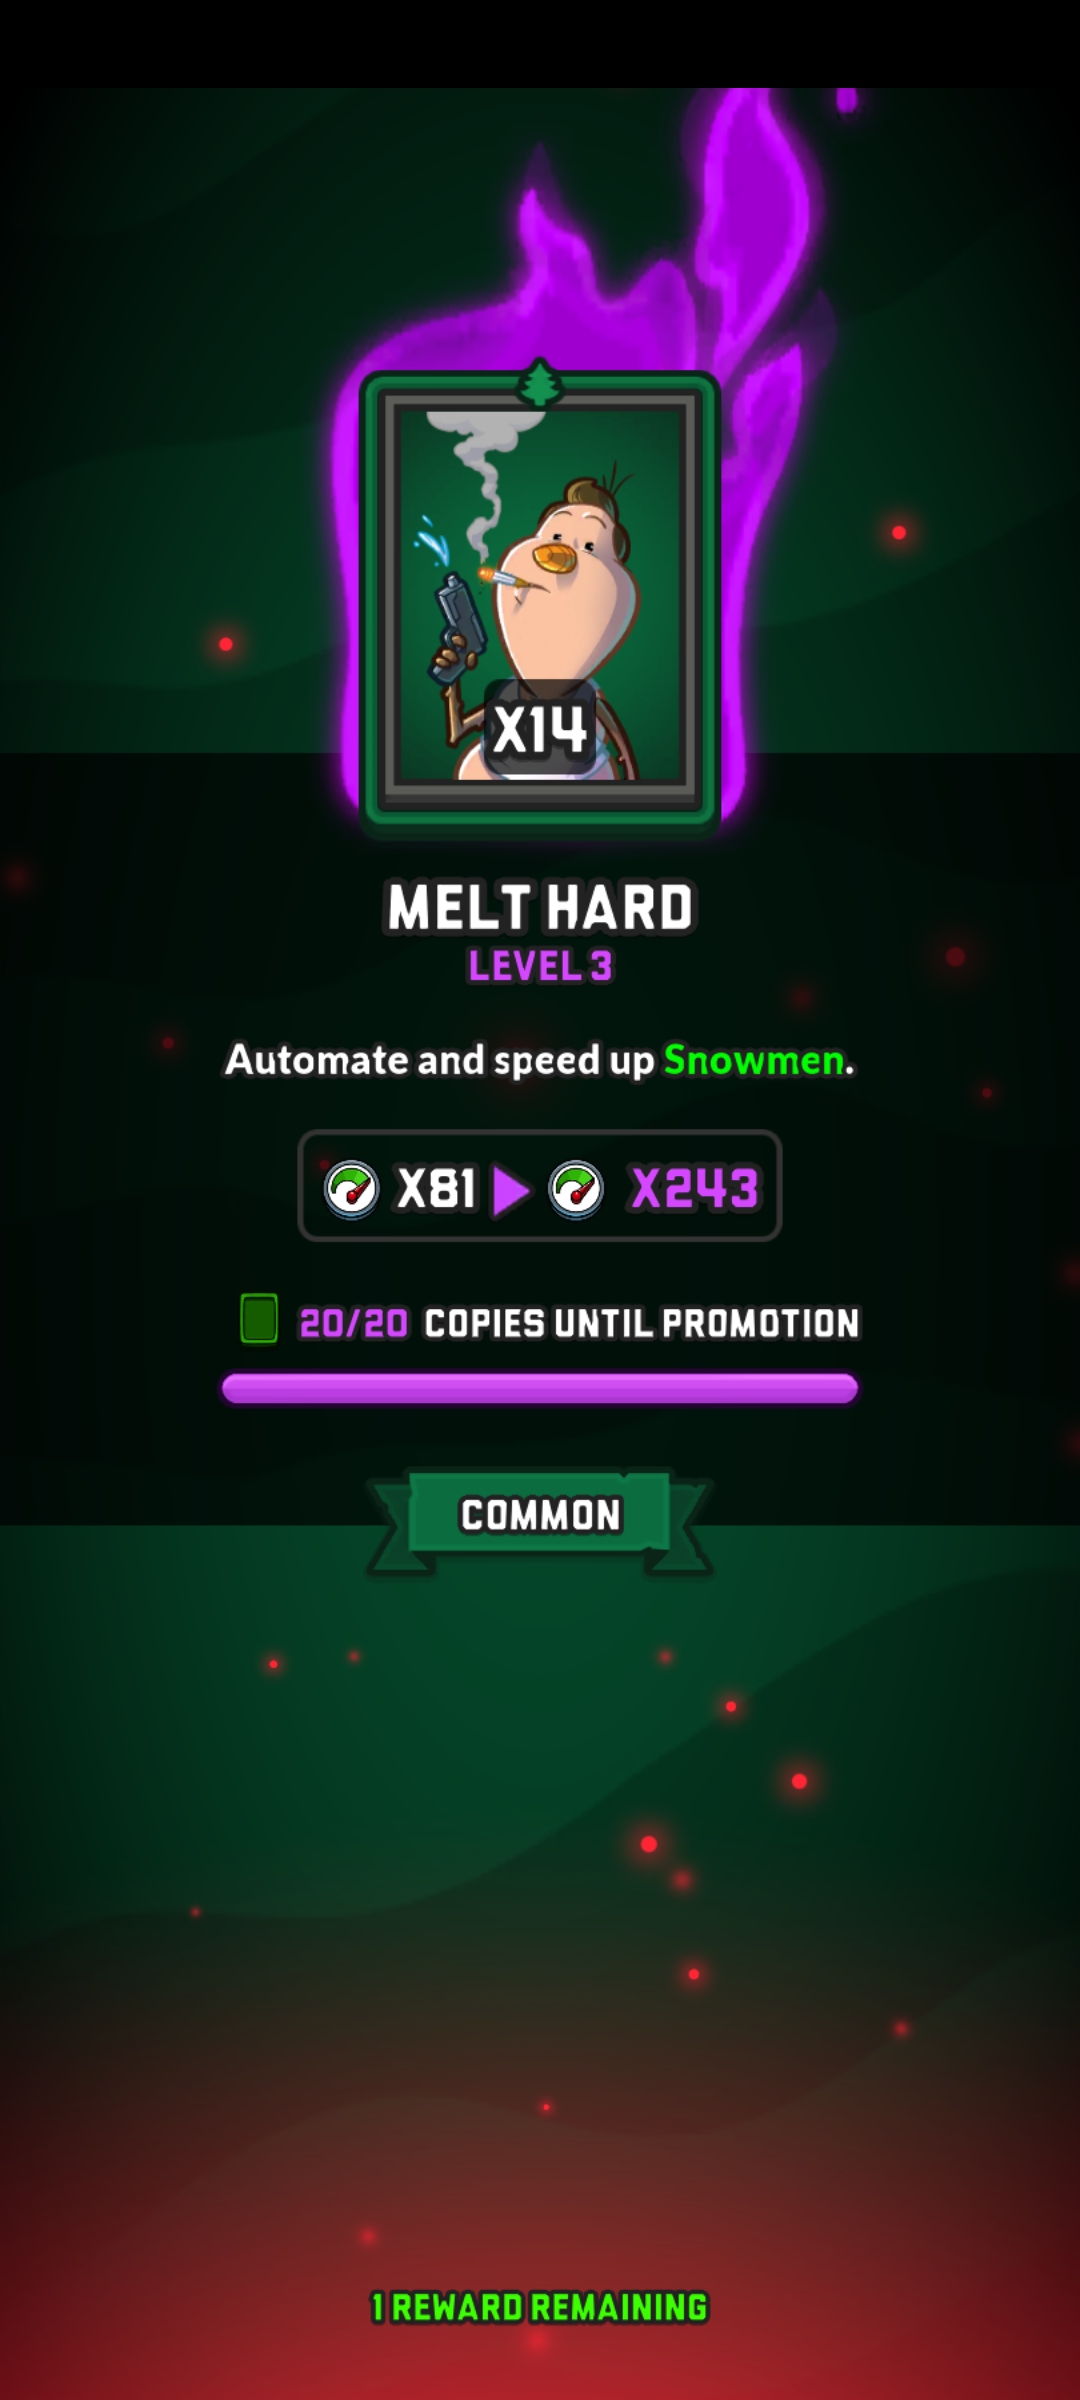 X14
MELT HARD
LEVEL 3
Automate and speed up Snowmen.
X81 X243
20/20 COPIES UNTIL PROMOTION
COMMON
1 REWARD REMAINING